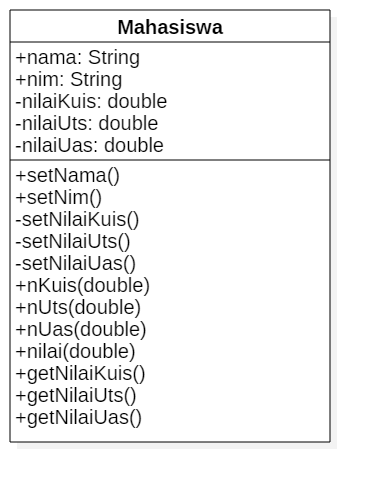 Mahasiswa
+nama: String
+nim: String
-nilaiKuis: double
-nilaiUts: double
-nilaiUas: double
+setNama()
+setNim()
-setNilaiKuis()
-setNilaiUts()
-setNilaiUas()
+nKuis(double)
+nUts(double)
+nUas(double)
+nilai(double)
+getNilaiKuis()
+getNilaiUts()
+getNilaiUas()